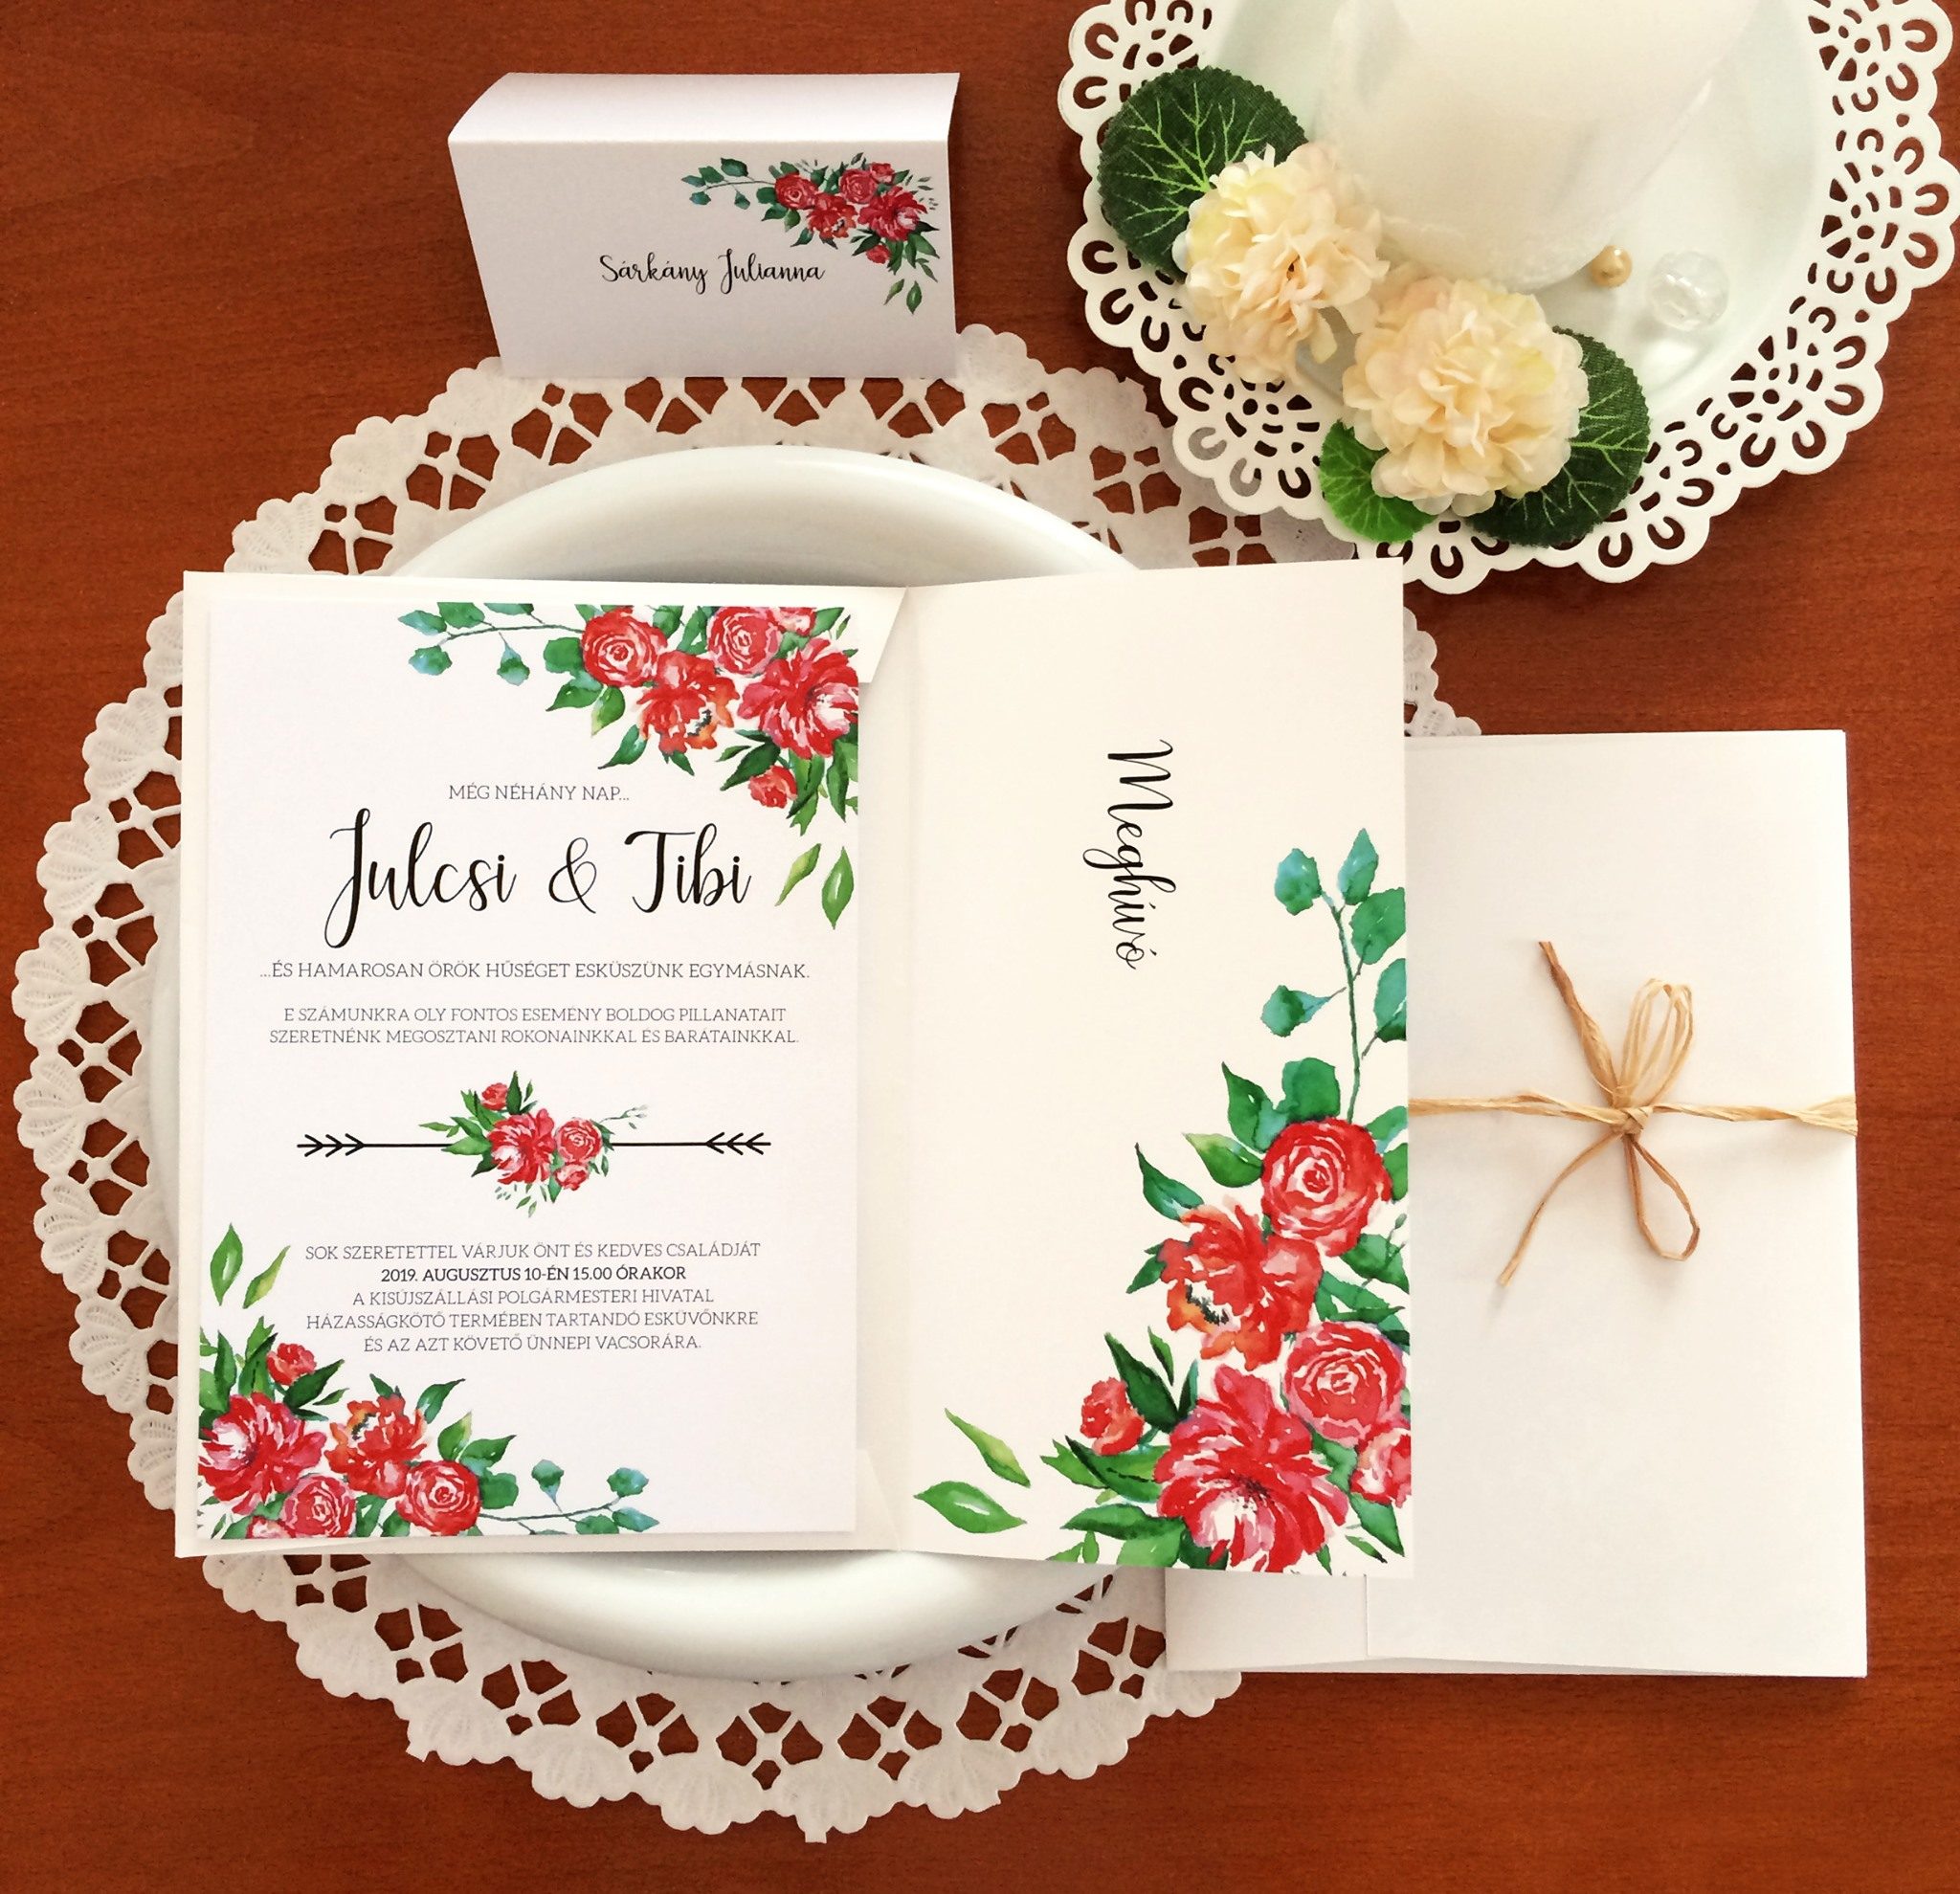 Sárkány Julianna
MÉG NÉHÁNY NAP...
Julcsi & Tibi
...ÉS HAMAROSAN ÖRÖK HŰSÉGET ESKÜSZÜNK EGYMÁSNAK.
E SZÁMUNKRA OLY FONTOS ESEMÉNY BOLDOG PILLANATAIT
SZERETNÉNK MEGOSZTANI ROKONAINKKAL ÉS BARÁTAINKKAL.
SOK SZERETETTEL VÁRJUK ÖNT ÉS KEDVES CSALÁDJÁT
2019. AUGUSZTUS 10-ÉN 15.00 ÓRAKOR
A KISÚJSZÁLLÁSI POLGÁRMESTERI HIVATAL
HÁZASSÁGKÖTŐ TERMÉBEN TARTANDÓ ESKÜVŐNKRE
ÉS AZ AZT KÖVETŐ ÜNNEPI VACSORÁRA.
Meghívó